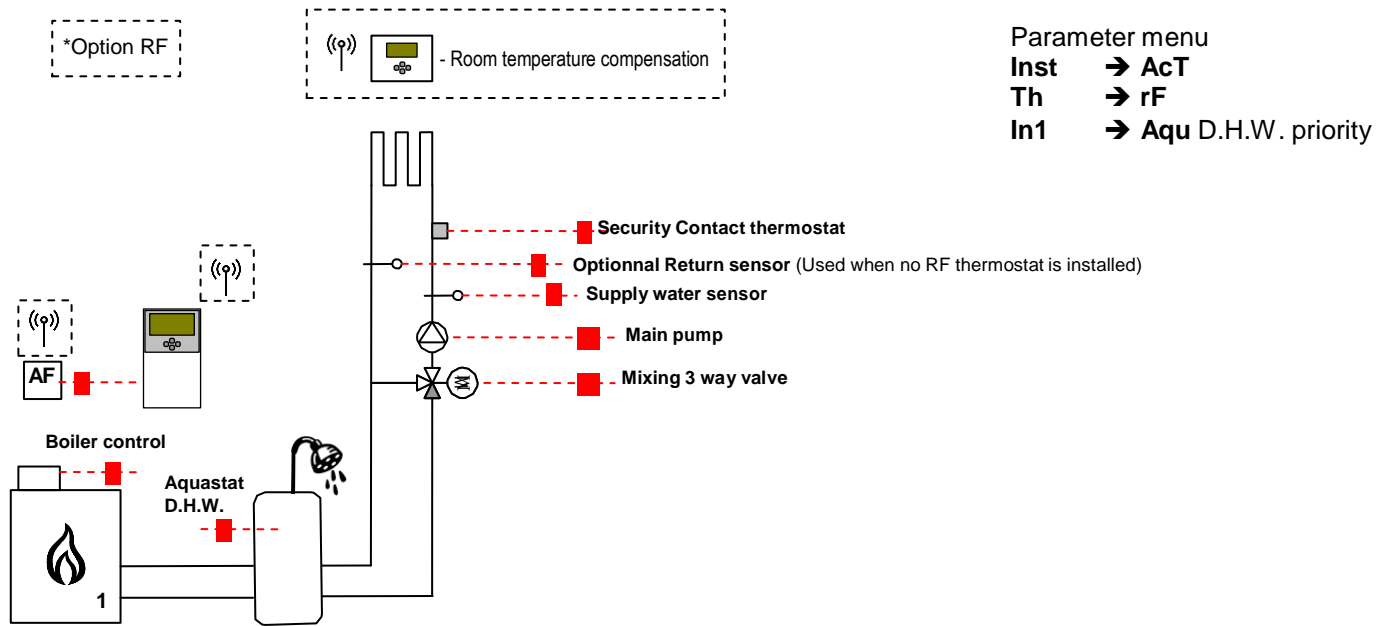 *Option RF
- Room temperature compensation
Parameter menu
Inst ➔ AcT
Th ➔ rF
In1 ➔ Aqu D.H.W. priority
Security Contact thermostat
Optionnal Return sensor (Used when no RF thermostat is installed)
Supply water sensor
Main pump
Mixing 3 way valve
AF
Boiler control
Aquastat
D.H.W.
1